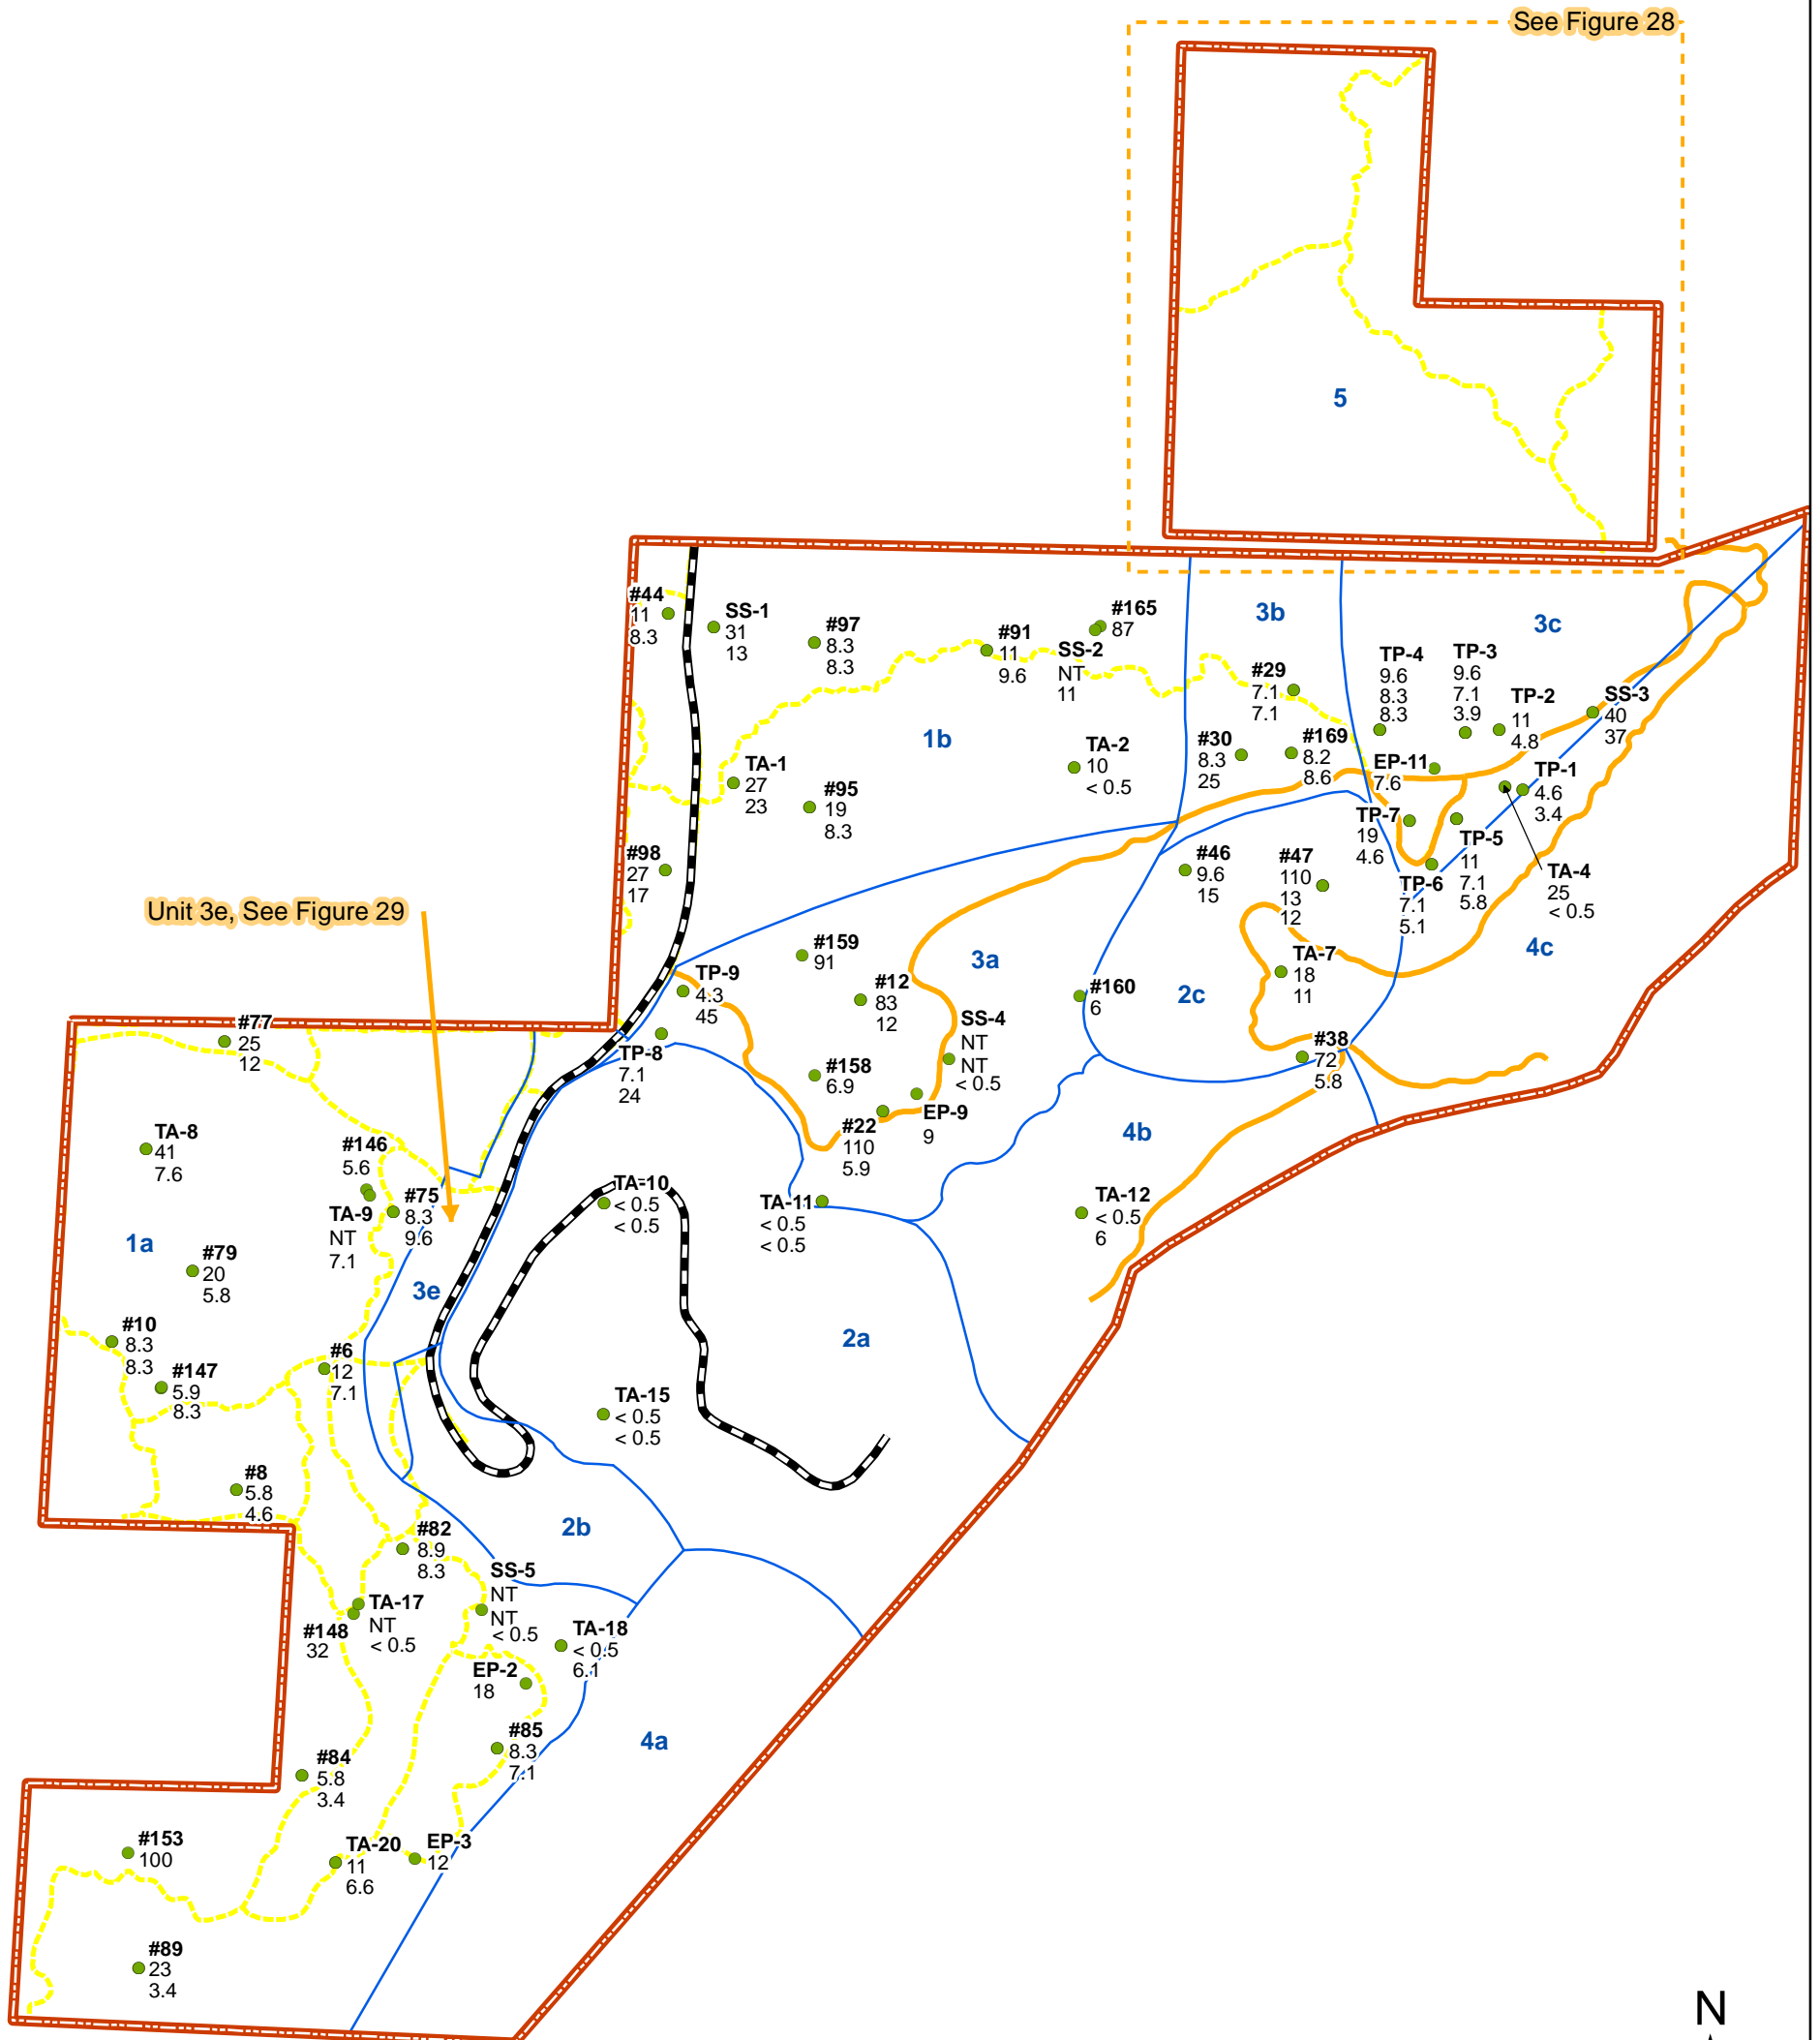 See Figure 28
5
#44
11
8.3
SS-1
31
13
#97
8.3
8.3
#91
11
9.6
#165
87
SS-2
NT
11
3b
3c
#29
7.1
7.1
TP-4
9.6
8.3
8.3
TP-3
9.6
7.1
3.9
TP-2
11
4.8
SS-3
40
37
1b
TA-1
27
23
#95
19
8.3
TA-2
10
< 0.5
#30
8.3
25
#169
8.2
8.6
EP-11
7.6
TP-1
4.6
3.4
TP-7
19
4.6
TP-5
11
7.1
5.8
TP-6
7.1
5.1
TA-4
25
< 0.5
#98
27
17
#46
9.6
15
#47
110
13
12
Unit 3e, See Figure 29
#159
91
3a
4c
TP-9
4.3
45
#12
83
12
#160
6
2c
TA-7
18
11
SS-4
NT
NT
< 0.5
#77
25
12
TP-8
7.1
24
#158
6.9
#38
72
5.8
EP-9
9
#22
110
5.9
4b
TA-8
41
7.6
#146
5.6
TA-9
NT
7.1
#75
8.3
9.6
TA-10
< 0.5
< 0.5
TA-11
< 0.5
< 0.5
TA-12
< 0.5
6
1a
#79
20
5.8
3e
2a
#10
8.3
8.3
#147
5.9
8.3
#6
12
7.1
TA-15
< 0.5
< 0.5
#8
5.8
4.6
2b
#82
8.9
8.3
SS-5
NT
NT
< 0.5
TA-17
NT
< 0.5
#148
32
TA-18
< 0.5
6.1
EP-2
18
#85
8.3
7.1
4a
#84
5.8
3.4
#153
100
TA-20
11
6.6
EP-3
12
#89
23
3.4
N